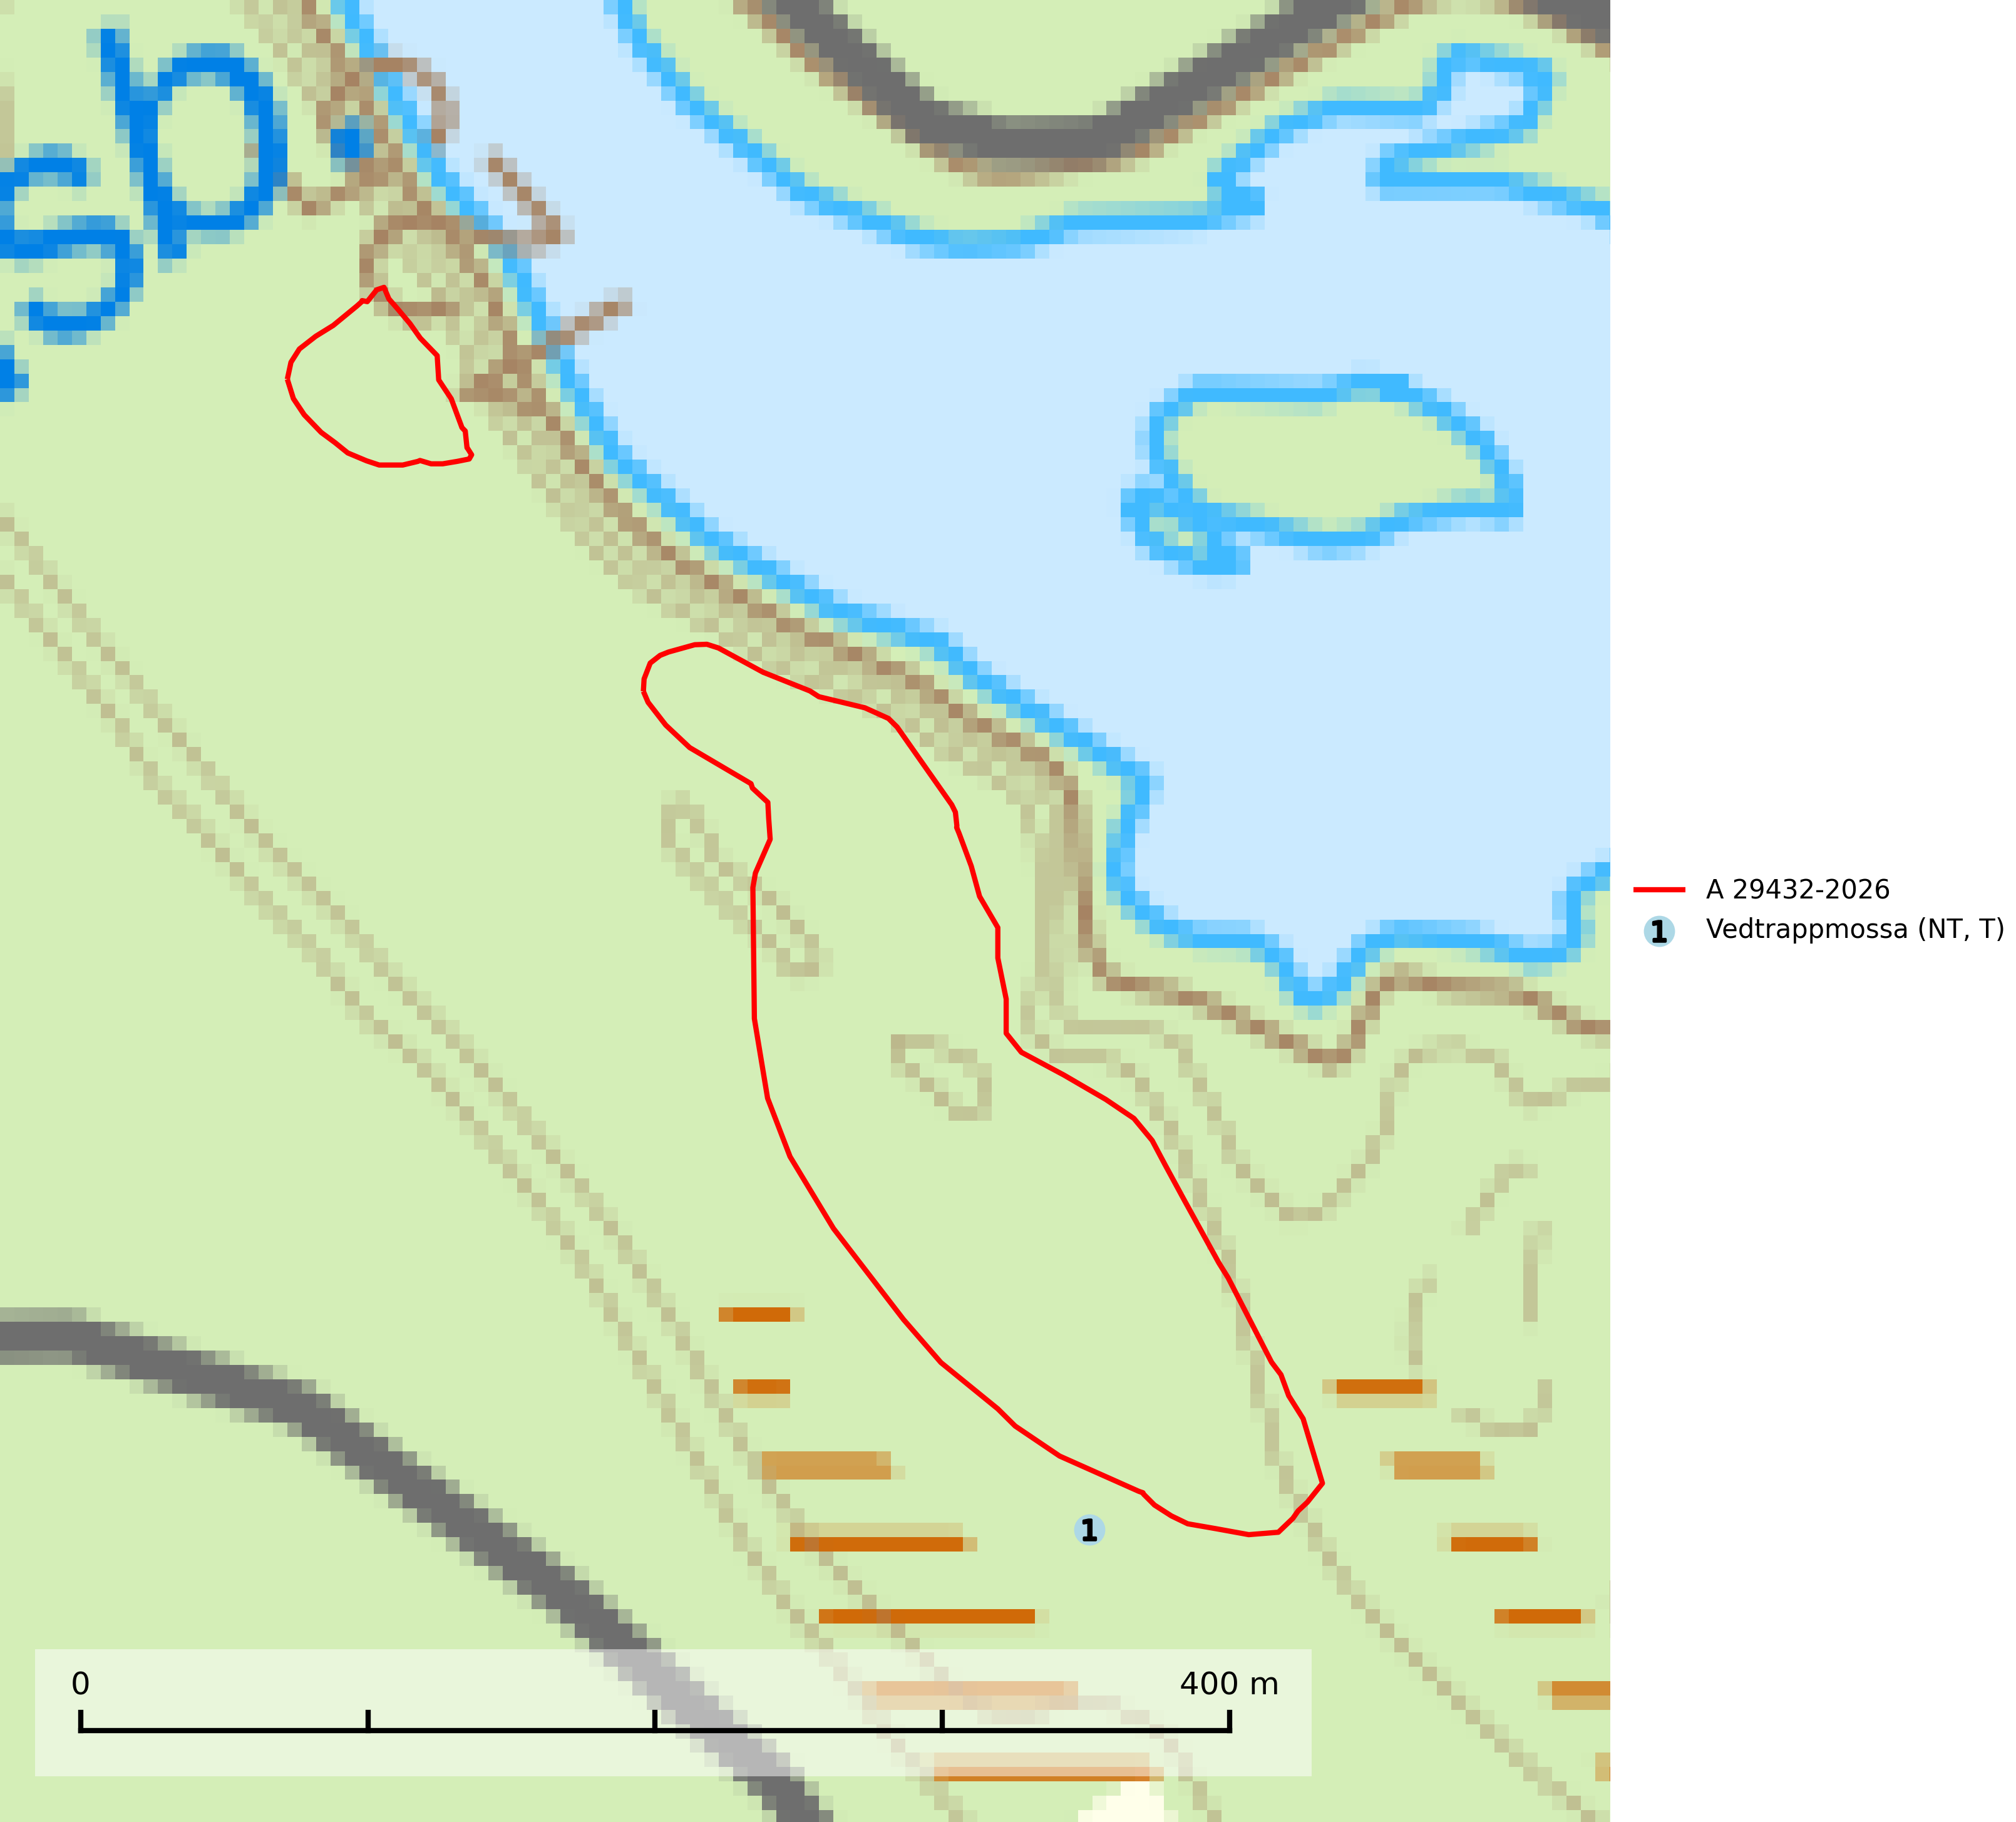 A 29432-2026
1 Vedtrappmossa (NT, T)
1
0 400 m